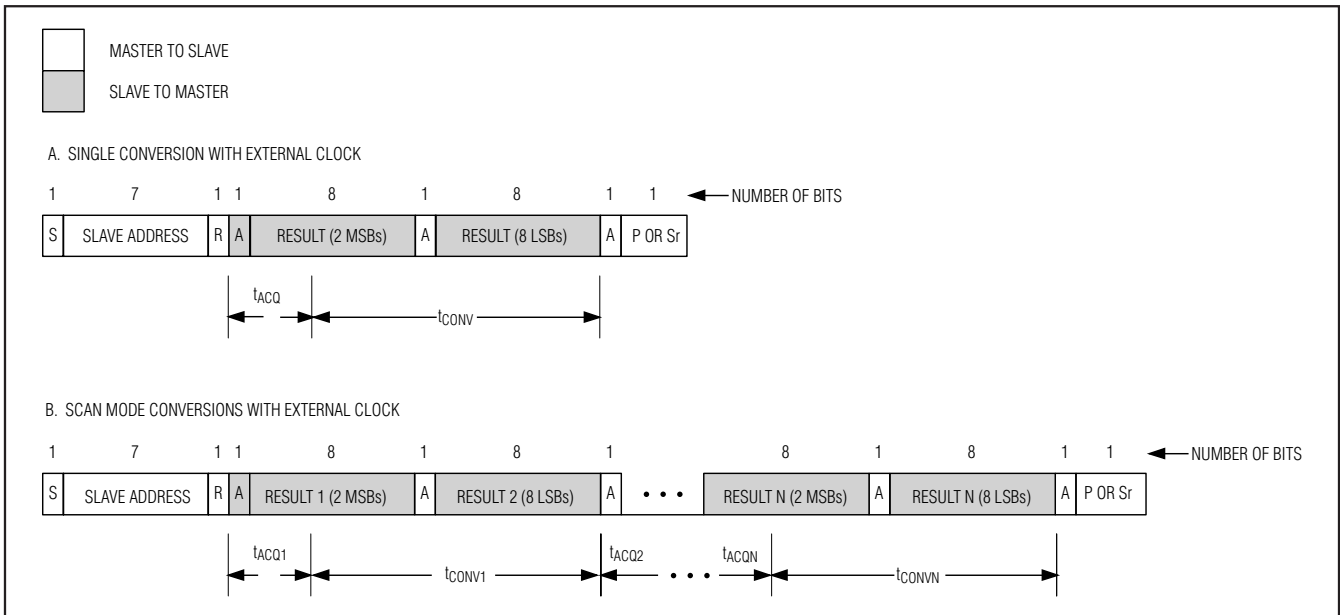 MASTER TO SLAVE
SLAVE TO MASTER
A. SINGLE CONVERSION WITH EXTERNAL CLOCK
1 7 1 1 8 1 8 1 1 NUMBER OF BITS
S SLAVE ADDRESS R A RESULT (2 MSBs) A RESULT (8 LSBs) A P OR Sr
tACQ
tCONV
B. SCAN MODE CONVERSIONS WITH EXTERNAL CLOCK
1 7 1 1 8 1 8 1 8 1 8 1 1 NUMBER OF BITS
S SLAVE ADDRESS R A RESULT 1 (2 MSBs) A RESULT 2 (8 LSBs) A • • • RESULT N (2 MSBs) A RESULT N (8 LSBs) A P OR Sr
tACQ1 tACQ2 tACQN
tCONV1 • • • tCONVN